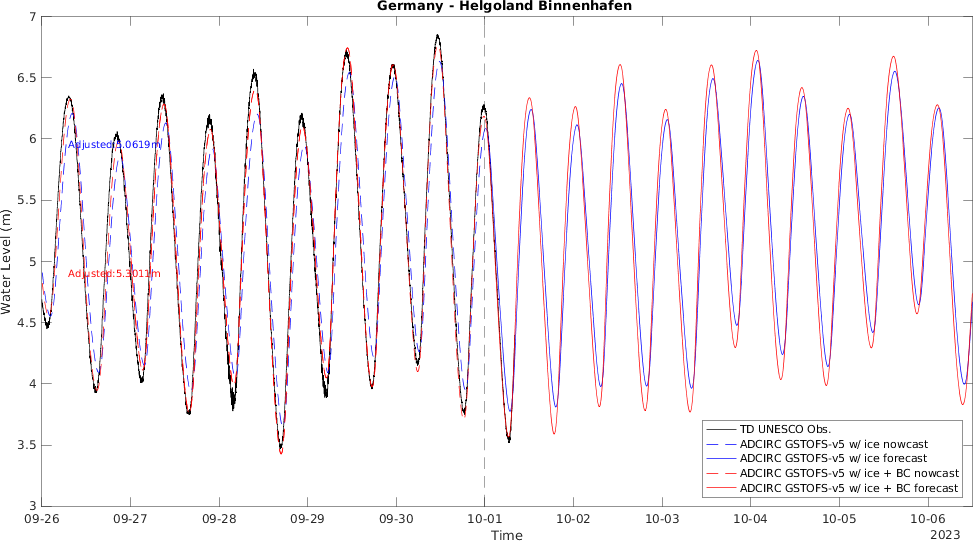 Germany - Helgoland Binnenhafen
7
6.5
6
5.5
5
4.5
4
3.5
3
Water Level (m)
Adjusted:5.0619m
Adjusted:5.3011m
TD UNESCO Obs.
ADCIRC GSTOFS-v5 w/ ice nowcast
ADCIRC GSTOFS-v5 w/ ice forecast
ADCIRC GSTOFS-v5 w/ ice + BC nowcast
ADCIRC GSTOFS-v5 w/ ice + BC forecast
09-26 09-27 09-28 09-29 09-30 10-01 10-02 10-03 10-04 10-05 10-06
Time
2023